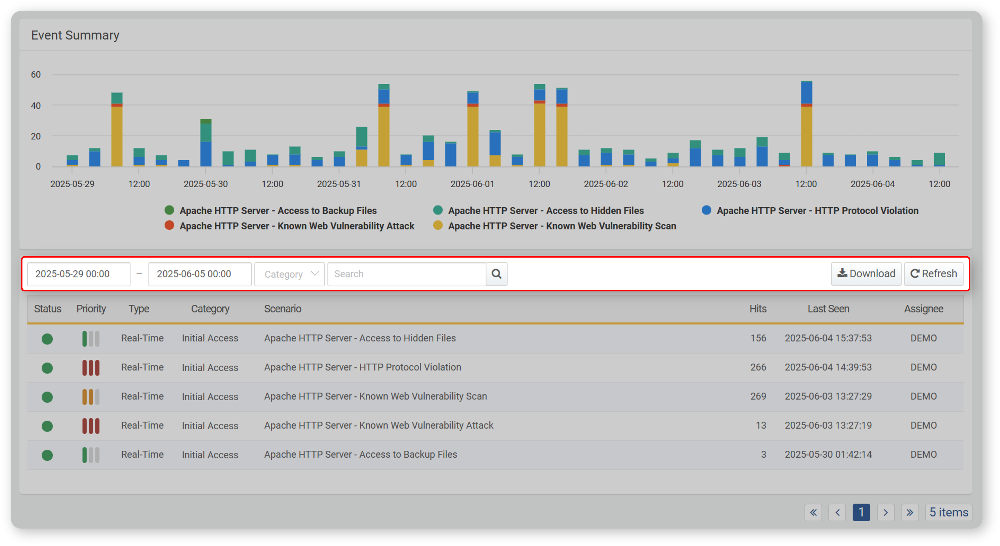 Event Summary
60
40
20
0
2025-05-29 12:00 2025-05-30 12:00 2025-05-31 12:00 2025-06-01 12:00 2025-06-02 12:00 2025-06-03 12:00 2025-06-04 12:00
Apache HTTP Server - Access to Backup Files Apache HTTP Server - Access to Hidden Files Apache HTTP Server - HTTP Protocol Violation
Apache HTTP Server - Known Web Vulnerability Attack Apache HTTP Server - Known Web Vulnerability Scan
2025-05-29 00:00 – 2025-06-05 00:00 Category Search Download Refresh
Status Priority Type Category Scenario Hits Last Seen Assignee
Real-Time Initial Access Apache HTTP Server - Access to Hidden Files 156 2025-06-04 15:37:53 DEMO
Real-Time Initial Access Apache HTTP Server - HTTP Protocol Violation 266 2025-06-04 14:39:53 DEMO
Real-Time Initial Access Apache HTTP Server - Known Web Vulnerability Scan 269 2025-06-03 13:27:29 DEMO
Real-Time Initial Access Apache HTTP Server - Known Web Vulnerability Attack 13 2025-06-03 13:27:19 DEMO
Real-Time Initial Access Apache HTTP Server - Access to Backup Files 3 2025-05-30 01:42:14 DEMO
« ‹ 1 › » 5 items